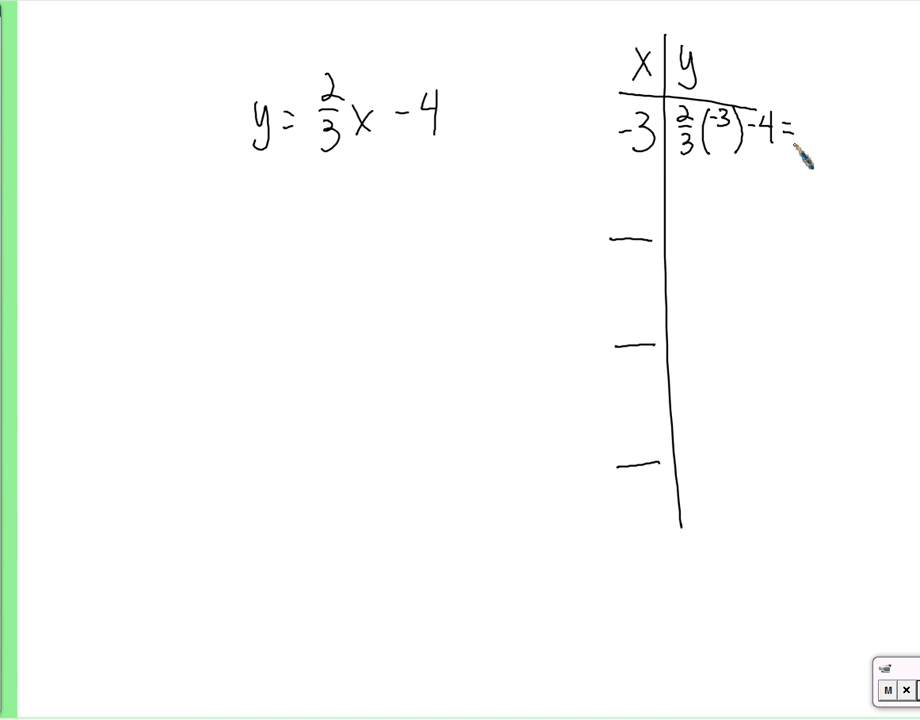 y = 2/3 x - 4
x | y
-3 | 2/3 (-3) - 4 =
M ×